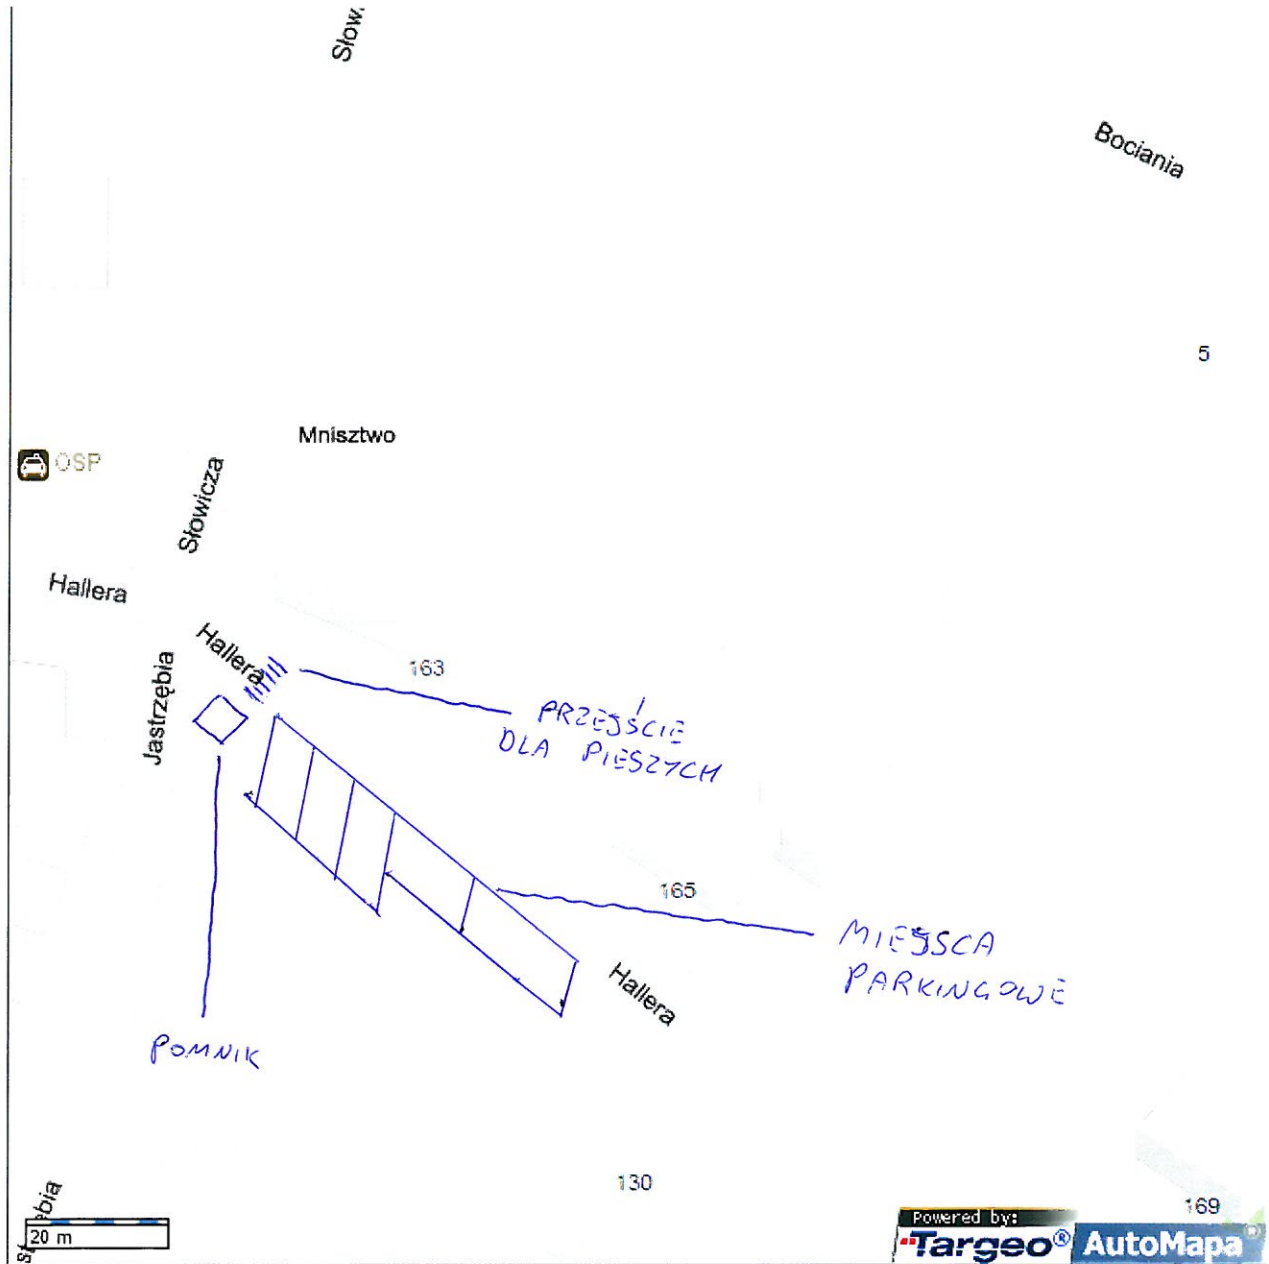 Słow.
Bociania
5
Mnisztwo
OSP
Słowicza
Hallera
Hallera
Jastrzębia
163
PRZEJŚCIE
DLA PIESZYCH
165
MIEJSCA
PARKINGOWE
Hallera
POMNIK
130
169
20 m
Powered by:
Targeo® AutoMapa